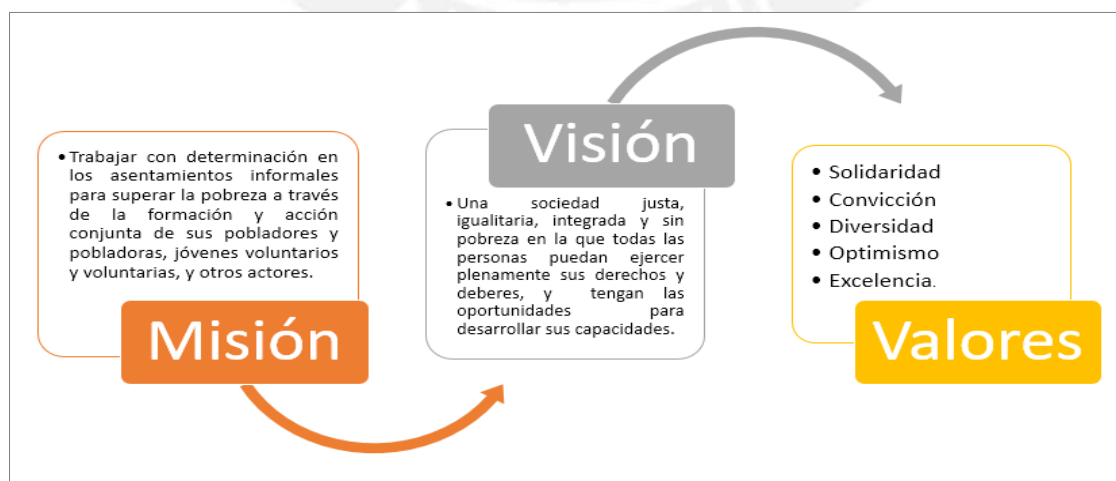 • Trabajar con determinación en
los asentamientos informales
para superar la pobreza a través
de la formación y acción
conjunta de sus pobladores y
pobladoras, jóvenes voluntarios
y voluntarias, y otros actores.
Misión
Visión
• Una sociedad justa,
igualitaria, integrada y sin
pobreza en la que todas las
personas puedan ejercer
plenamente sus derechos y
deberes, y tengan las
oportunidades para
desarrollar sus capacidades.
• Solidaridad
• Convicción
• Diversidad
• Optimismo
• Excelencia.
Valores